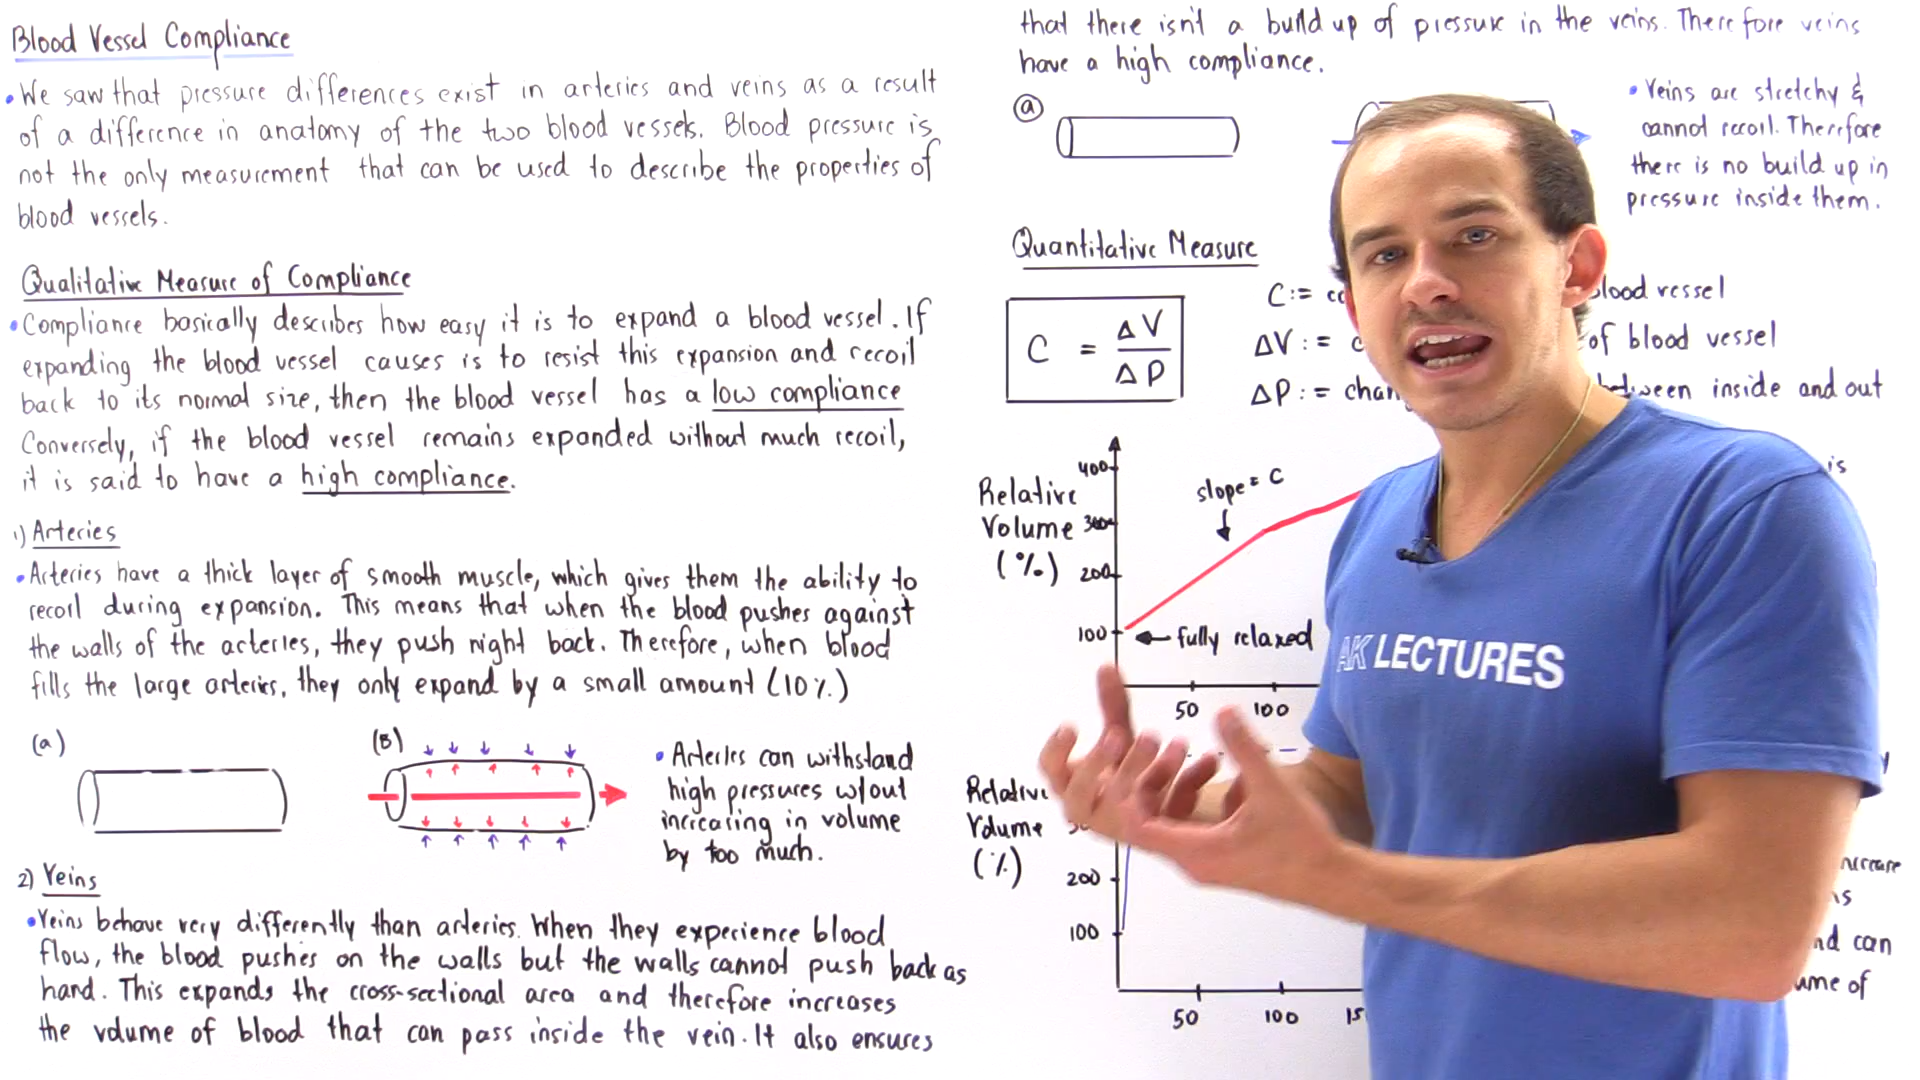 Blood Vessel Compliance
• We saw that pressure differences exist in arteries and veins as a result
of a difference in anatomy of the two blood vessels. Blood pressure is
not the only measurement that can be used to describe the properties of
blood vessels.
Qualitative Measure of Compliance
• Compliance basically describes how easy it is to expand a blood vessel. If
expanding the blood vessel causes is to resist this expansion and recoil
back to its normal size, then the blood vessel has a low compliance
Conversely, if the blood vessel remains expanded without much recoil,
it is said to have a high compliance.
1) Arteries
• Arteries have a thick layer of smooth muscle, which gives them the ability to
recoil during expansion. This means that when the blood pushes against
the walls of the arteries, they push right back. Therefore, when blood
fills the large arteries, they only expand by a small amount (10%)
(a)
(B)
• Arteries can withstand
high pressures w/out
increasing in volume
by too much.
2) Veins
• Veins behave very differently than arteries. When they experience blood
flow, the blood pushes on the walls but the walls cannot push back as
hard. This expands the cross-sectional area and therefore increases
the volume of blood that can pass inside the vein. It also ensures
that there isn't a build up of pressure in the veins. Therefore veins
have a high compliance.
(a)
• Veins are stretchy &
cannot recoil. Therefore
there is no build up in
pressure inside them.
Quantitative Measure
C = ΔV/ΔP
C := blood vessel
ΔV := of blood vessel
ΔP := between inside and out
is
Relative
Volume
(%)
400
300
200
100
slope = C
fully relaxed
50 100
Relative
Volume
(%)
200
100
50 100
nd can
ume of
AK LECTURES